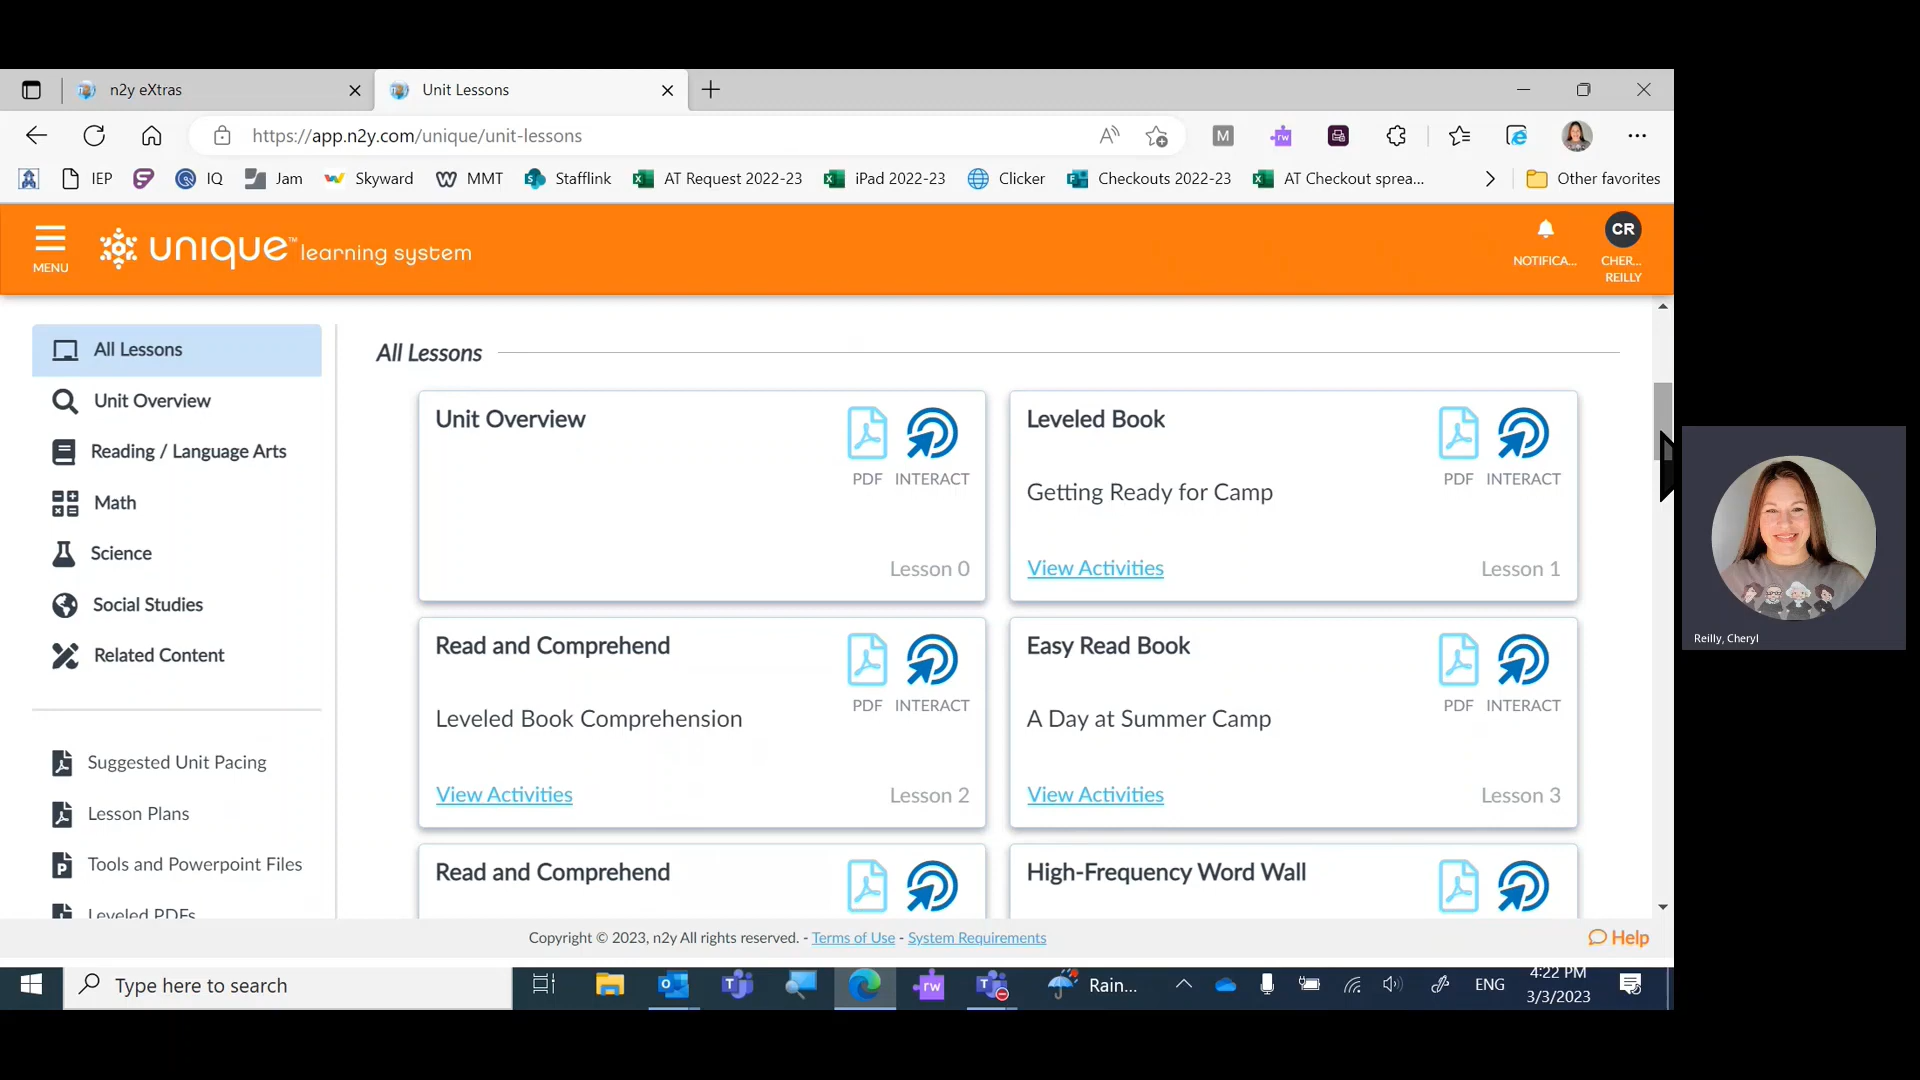 n2y eXtras
Unit Lessons
https://app.n2y.com/unique/unit-lessons
M
rw
IEP
IQ
Jam
Skyward
MMT
Stafflink
AT Request 2022-23
iPad 2022-23
Clicker
Checkouts 2022-23
AT Checkout sprea...
Other favorites
MENU
unique™ learning system
NOTIFICA...
CR
CHER...
REILLY
All Lessons
Unit Overview
Reading / Language Arts
Math
Science
Social Studies
Related Content
Suggested Unit Pacing
Lesson Plans
Tools and Powerpoint Files
Leveled PDFs
All Lessons
Unit Overview
PDF INTERACT
Lesson 0
Leveled Book
PDF INTERACT
Getting Ready for Camp
View Activities
Lesson 1
Read and Comprehend
PDF INTERACT
Leveled Book Comprehension
View Activities
Lesson 2
Easy Read Book
PDF INTERACT
A Day at Summer Camp
View Activities
Lesson 3
Read and Comprehend
High-Frequency Word Wall
Copyright © 2023, n2y All rights reserved. - Terms of Use - System Requirements
Help
Type here to search
rw
Rain...
ENG
4:22 PM
3/3/2023
Reilly, Cheryl